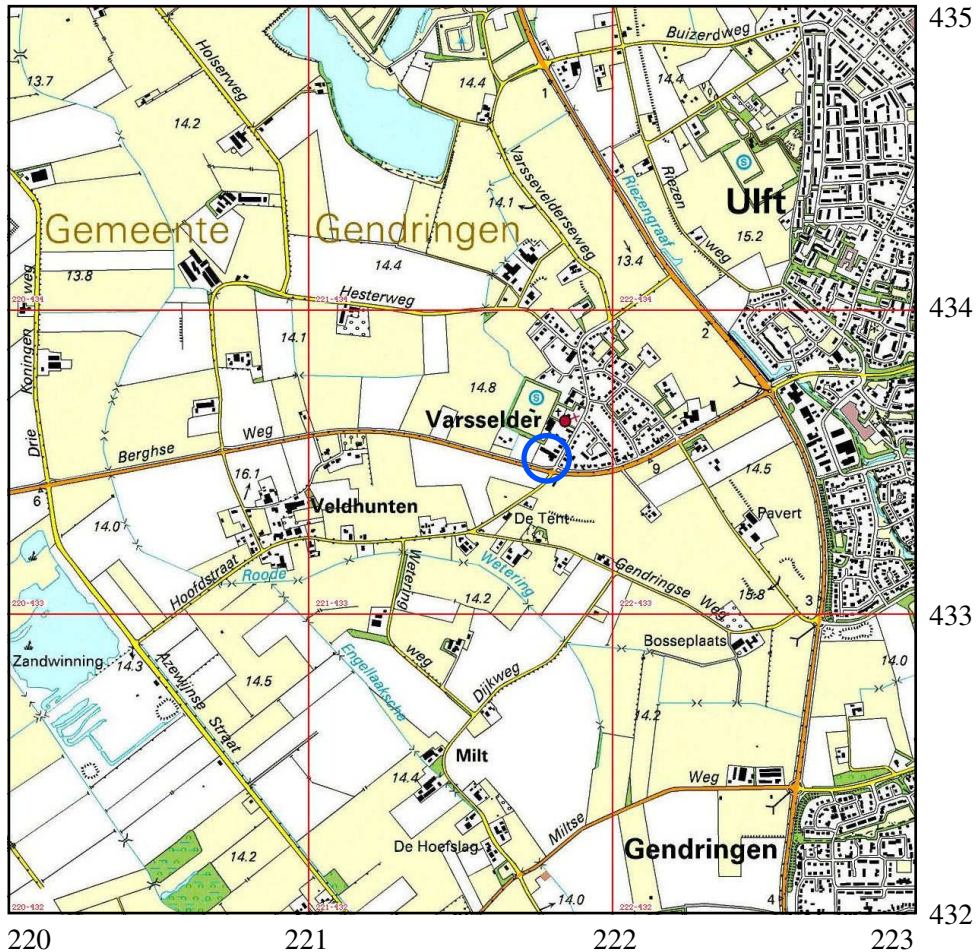 435
Buizerdweg
Holserweg
13.7
14.4
14.4
1
14.2
Varssevelderseweg
Riezengraaf
Riezen
weg
S
Ulft
14.1
15.2
Gemeente Gendringen
13.4
13.8
14.4
Hesterweg
220-434
221-434
222-434
434
Drie Koningen weg
14.1
2
14.8
S
Varsselder
Berghse Weg
16.1
6
9
14.5
Veldhunten
14.0
De Tent
Pavert
Hoofdstraat
Roode Wetering
Wetering
weg
14.2
Gendringse Weg
15.8
3
220-433
221-433
222-433
433
Zandwinning
14.3
Azewijnse Straat
14.5
Engellaaksche
Dijkweg
Bosseplaats
14.0
14.2
Milt
14.4
Weg
Miltse
De Hoefslag
Gendringen
14.2
14.0
4
220-432
221-432
222-432
432
220
221
222
223